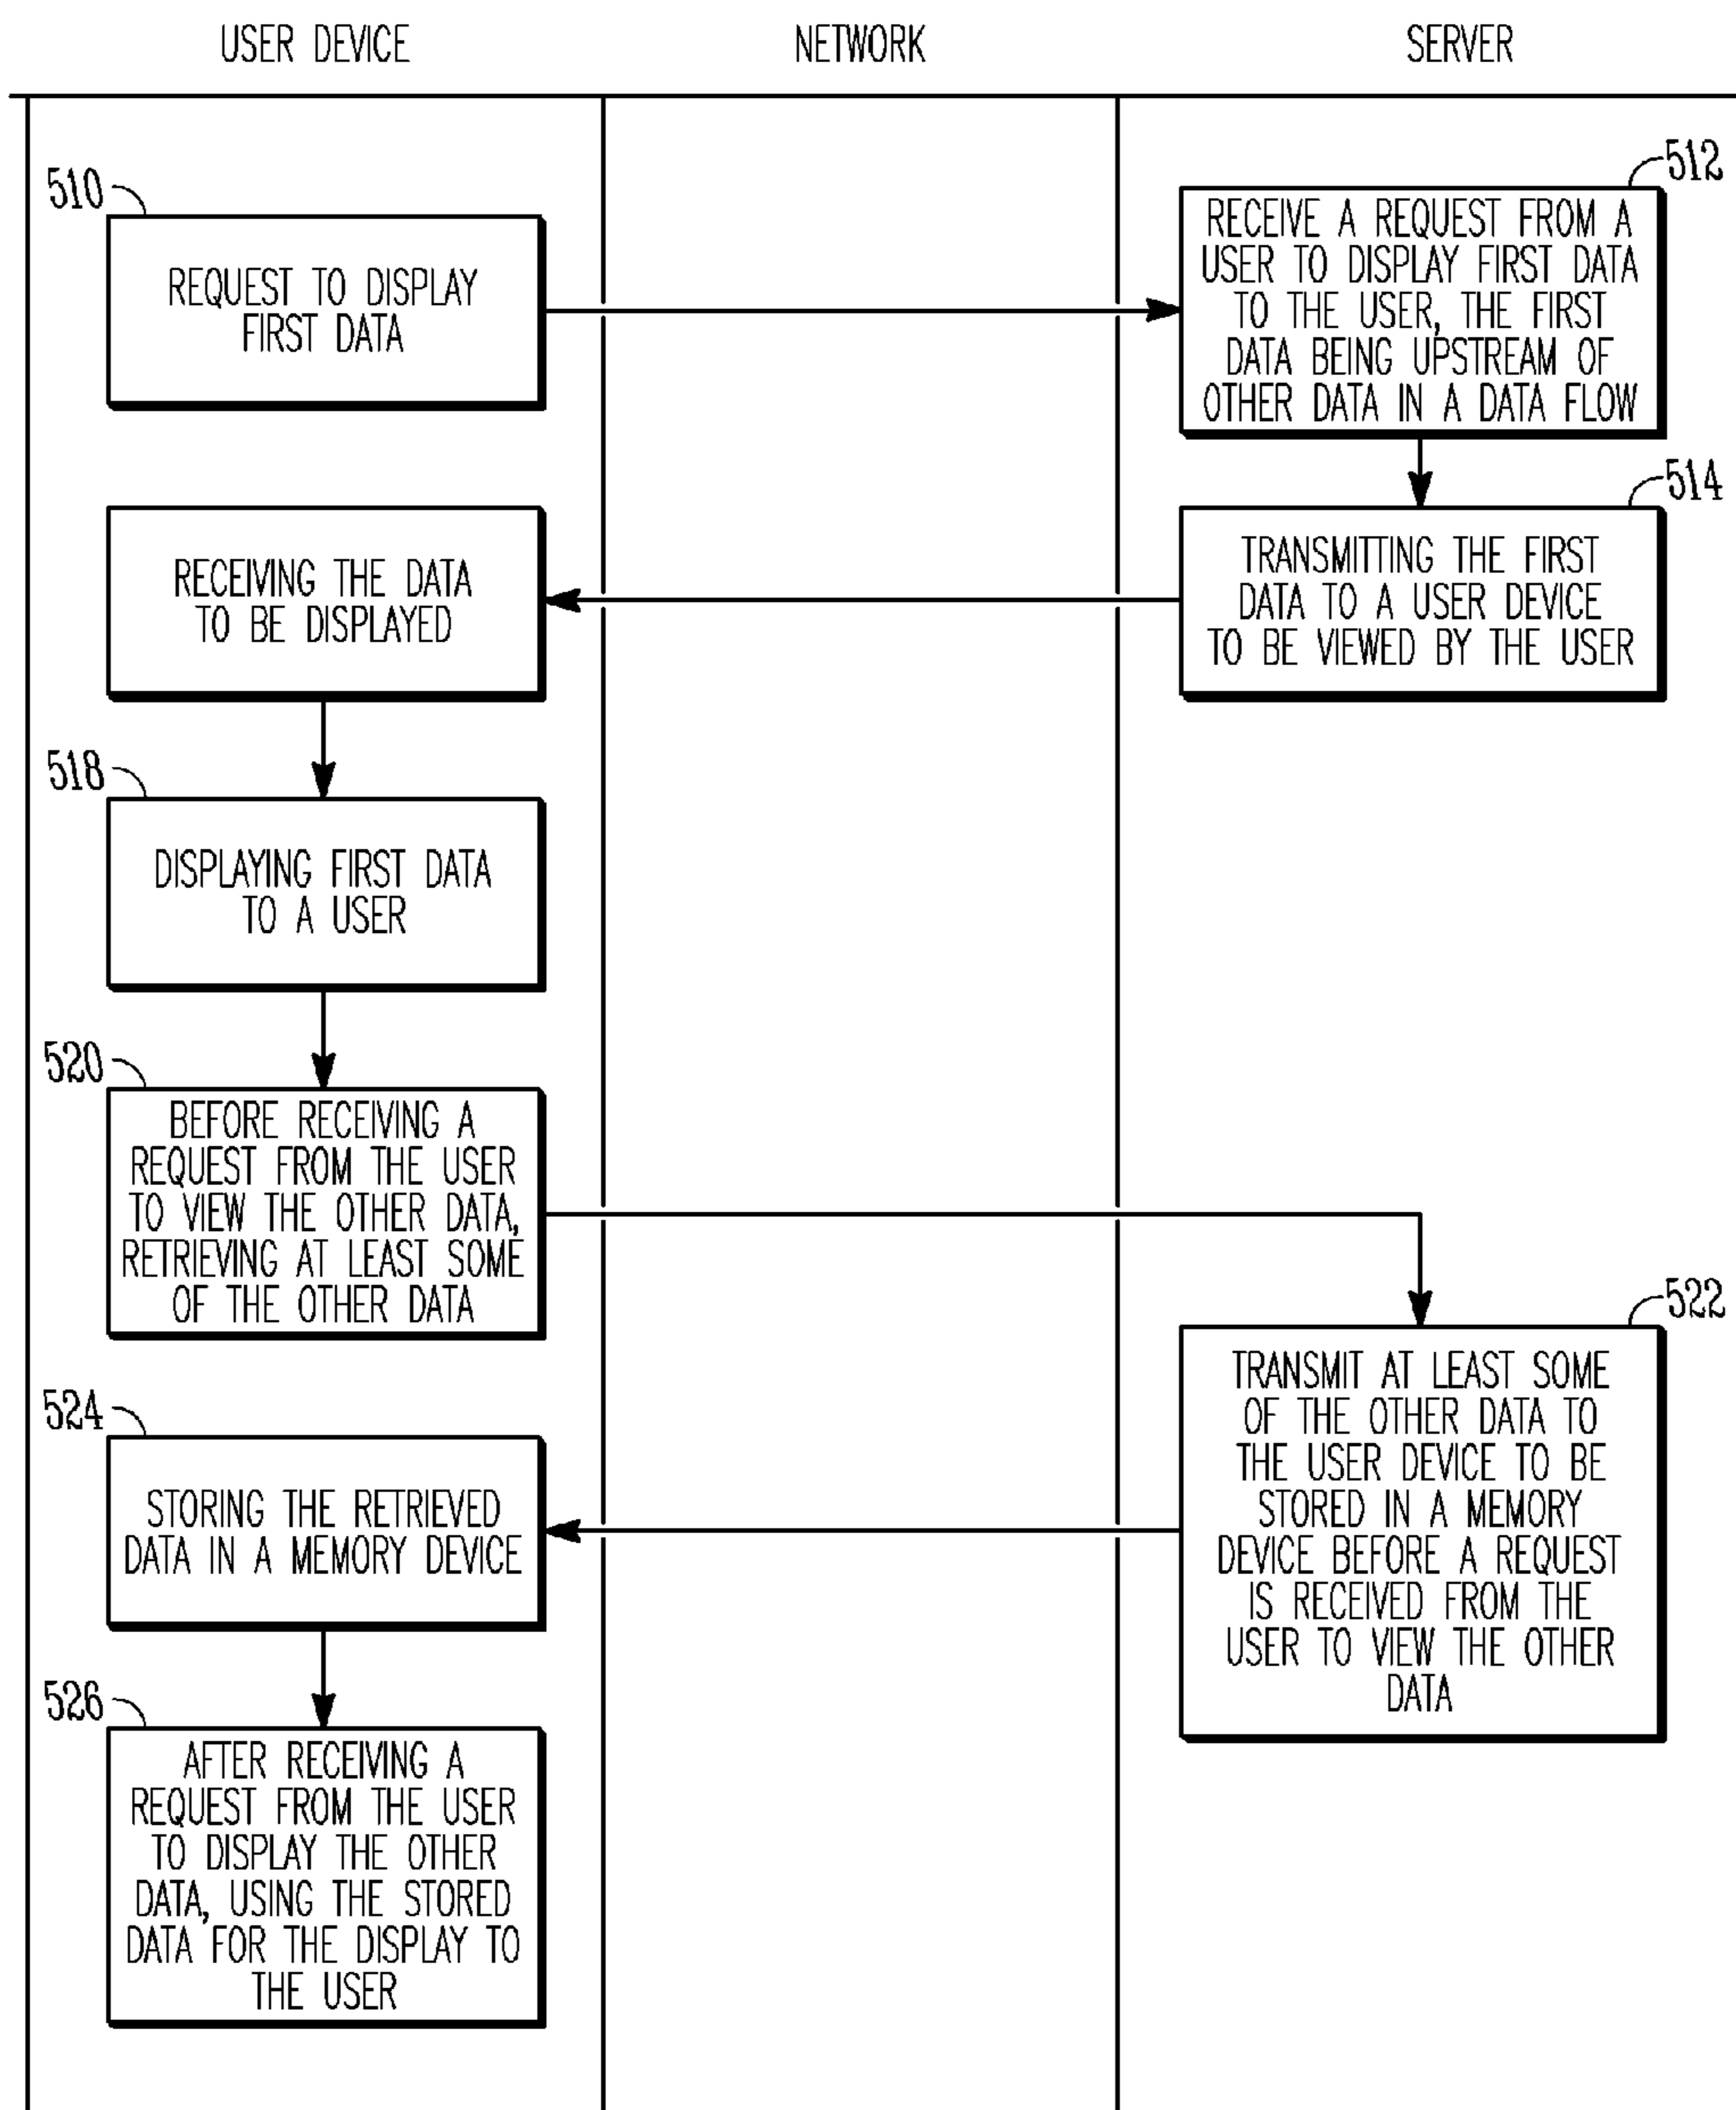 USER DEVICE
NETWORK
SERVER
510
REQUEST TO DISPLAY
FIRST DATA
512
RECEIVE A REQUEST FROM A
USER TO DISPLAY FIRST DATA
TO THE USER, THE FIRST
DATA BEING UPSTREAM OF
OTHER DATA IN A DATA FLOW
514
TRANSMITTING THE FIRST
DATA TO A USER DEVICE
TO BE VIEWED BY THE USER
RECEIVING THE DATA
TO BE DISPLAYED
518
DISPLAYING FIRST DATA
TO A USER
520
BEFORE RECEIVING A
REQUEST FROM THE USER
TO VIEW THE OTHER DATA,
RETRIEVING AT LEAST SOME
OF THE OTHER DATA
522
TRANSMIT AT LEAST SOME
OF THE OTHER DATA TO
THE USER DEVICE TO BE
STORED IN A MEMORY
DEVICE BEFORE A REQUEST
IS RECEIVED FROM THE
USER TO VIEW THE OTHER
DATA
524
STORING THE RETRIEVED
DATA IN A MEMORY DEVICE
526
AFTER RECEIVING A
REQUEST FROM THE USER
TO DISPLAY THE OTHER
DATA, USING THE STORED
DATA FOR THE DISPLAY TO
THE USER